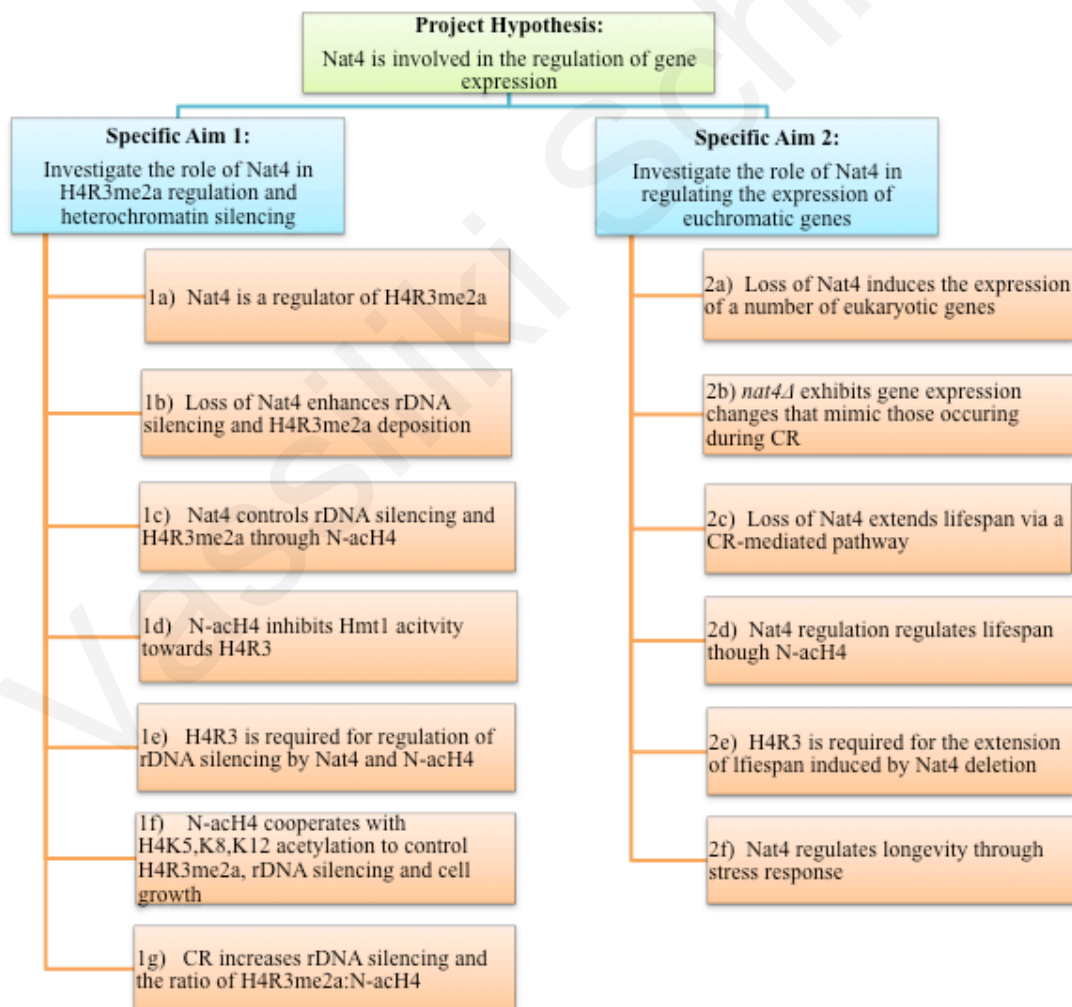 Project Hypothesis:
Nat4 is involved in the regulation of gene
expression
Specific Aim 1:
Investigate the role of Nat4 in
H4R3me2a regulation and
heterochromatin silencing
1a) Nat4 is a regulator of H4R3me2a
1b) Loss of Nat4 enhances rDNA
silencing and H4R3me2a deposition
1c) Nat4 controls rDNA silencing and
H4R3me2a through N-acH4
1d) N-acH4 inhibits Hmt1 acitvity
towards H4R3
1e) H4R3 is required for regulation of
rDNA silencing by Nat4 and N-acH4
1f) N-acH4 cooperates with
H4K5,K8,K12 acetylation to control
H4R3me2a, rDNA silencing and cell
growth
1g) CR increases rDNA silencing and
the ratio of H4R3me2a:N-acH4
Specific Aim 2:
Investigate the role of Nat4 in
regulating the expression of
euchromatic genes
2a) Loss of Nat4 induces the expression
of a number of eukaryotic genes
2b) nat4Δ exhibits gene expression
changes that mimic those occuring
during CR
2c) Loss of Nat4 extends lifespan via a
CR-mediated pathway
2d) Nat4 regulation regulates lifespan
though N-acH4
2e) H4R3 is required for the extension
of lfiespan induced by Nat4 deletion
2f) Nat4 regulates longevity through
stress response
Vasiliki Sch